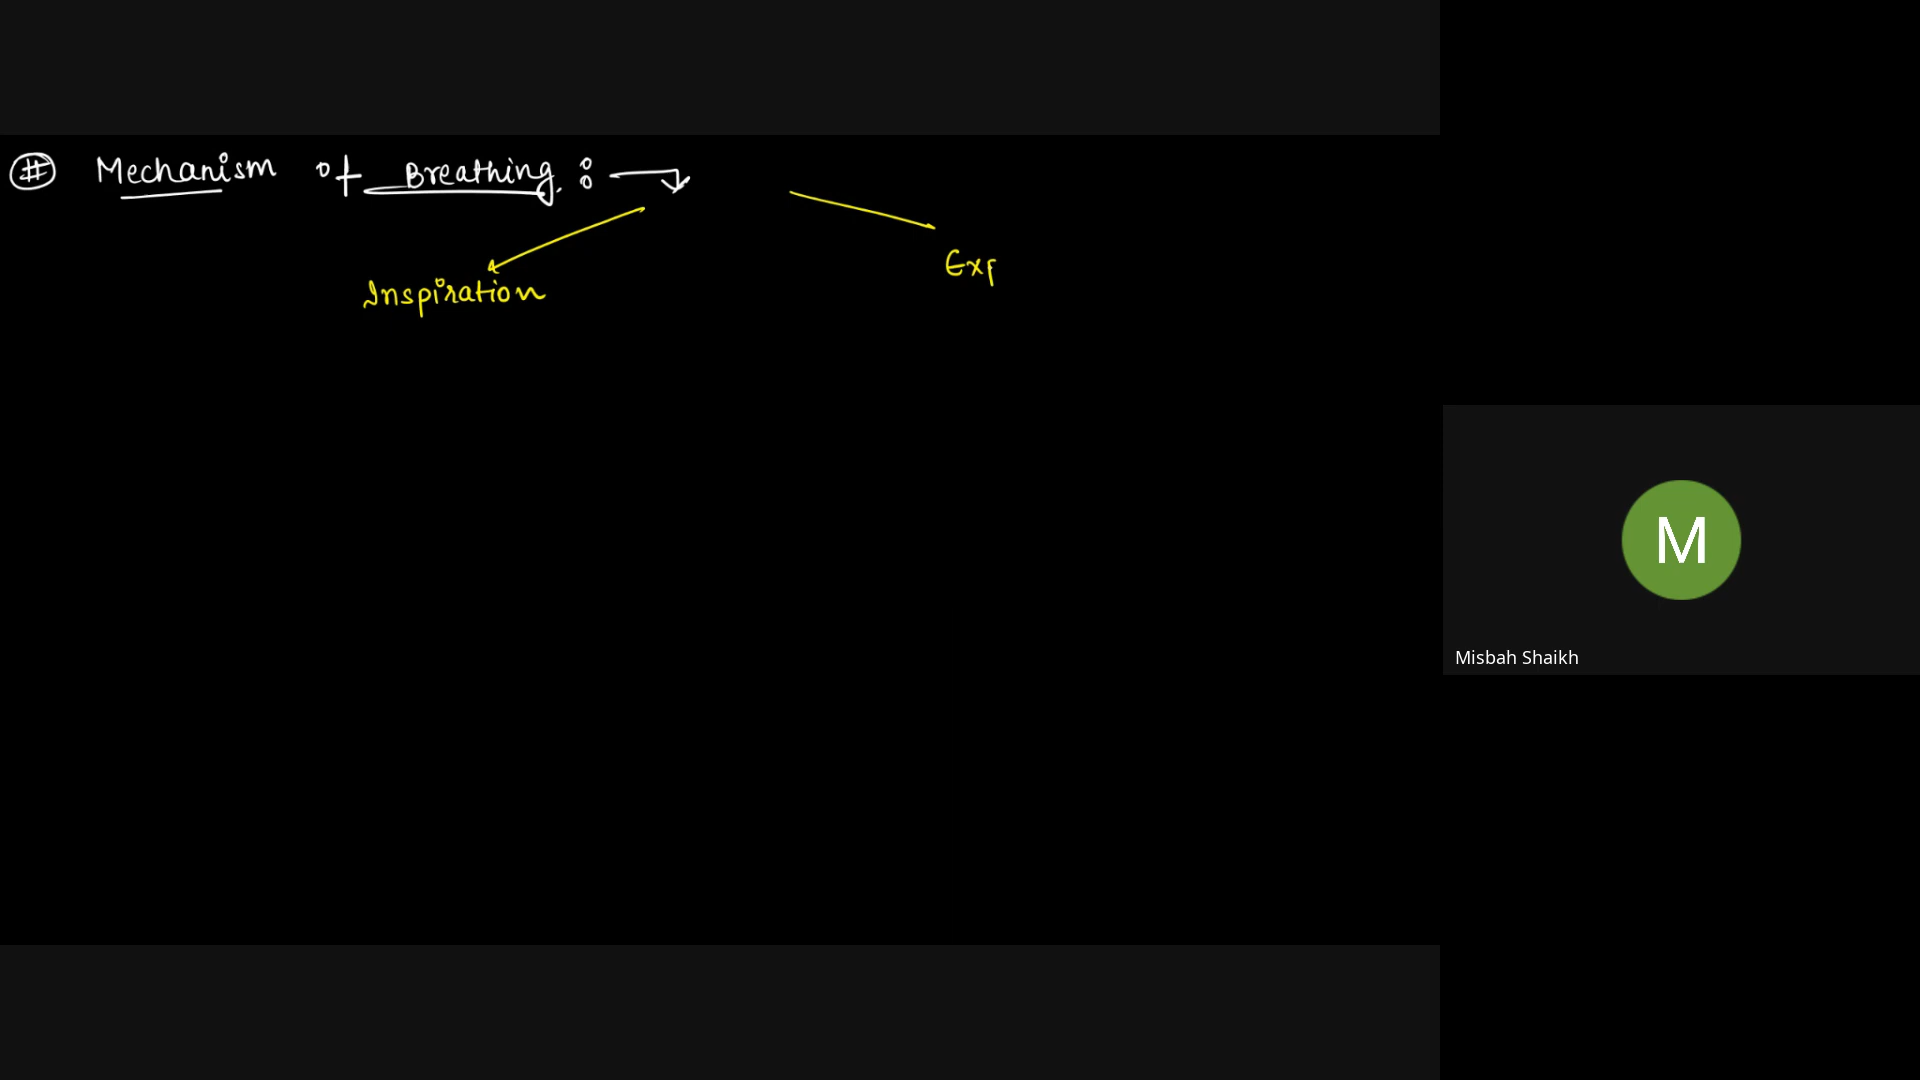 # Mechanism of Breathing :
Inspiration
Exp
M
Misbah Shaikh